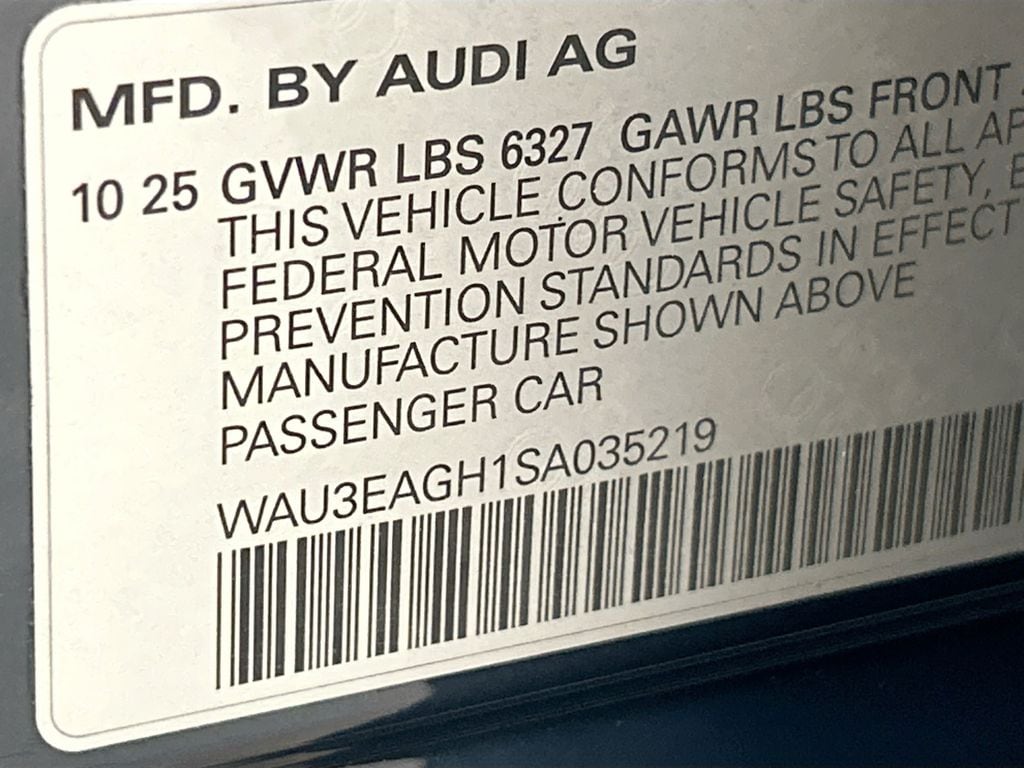 MFD. BY AUDI AG
10 25 GVWR LBS 6327 GAWR LBS FRONT
THIS VEHICLE CONFORMS TO ALL AP
FEDERAL MOTOR VEHICLE SAFETY,
PREVENTION STANDARDS IN EFFECT
MANUFACTURE SHOWN ABOVE
PASSENGER CAR
WAU3EAGH1SA035219